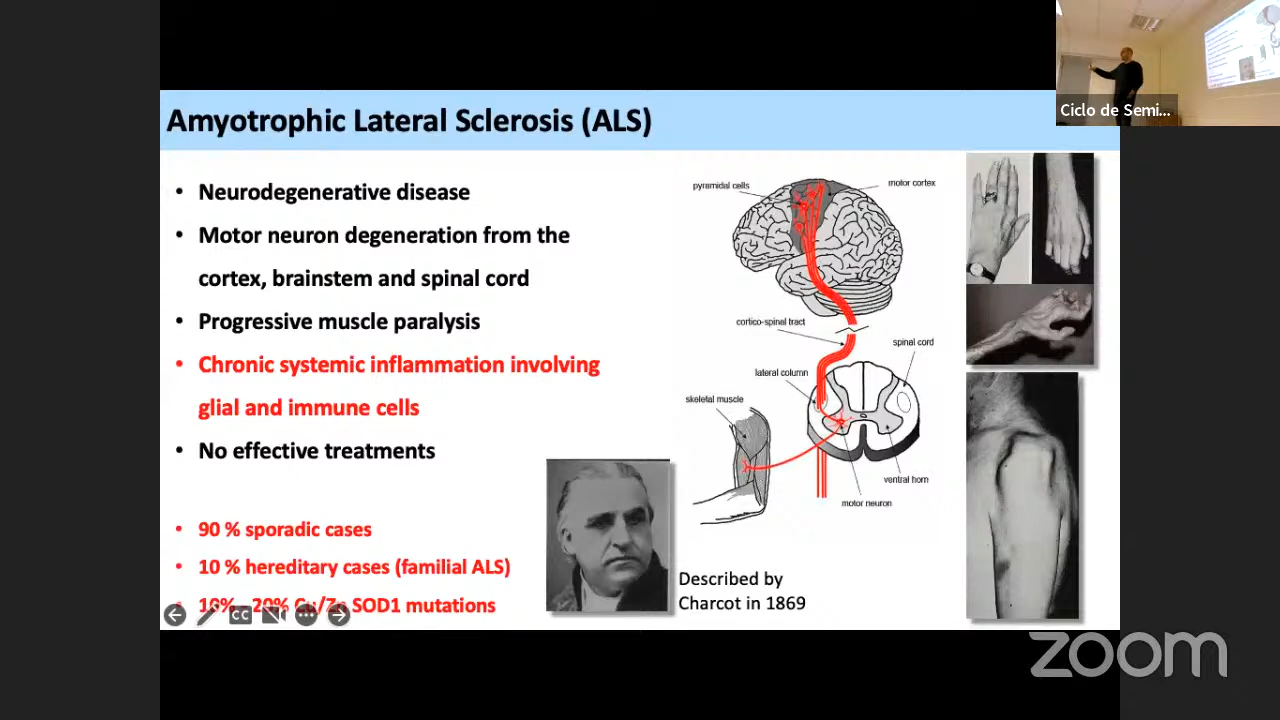 Ciclo de Semi...
Amyotrophic Lateral Sclerosis (ALS)
• Neurodegenerative disease
• Motor neuron degeneration from the
cortex, brainstem and spinal cord
• Progressive muscle paralysis
• Chronic systemic inflammation involving
glial and immune cells
• No effective treatments
• 90 % sporadic cases
• 10 % hereditary cases (familial ALS)
SOD1 mutations
CC
pyramidal cells
motor cortex
cortico-spinal tract
spinal cord
lateral column
skeletal muscle
ventral horn
motor neuron
Described by
Charcot in 1869
zoom